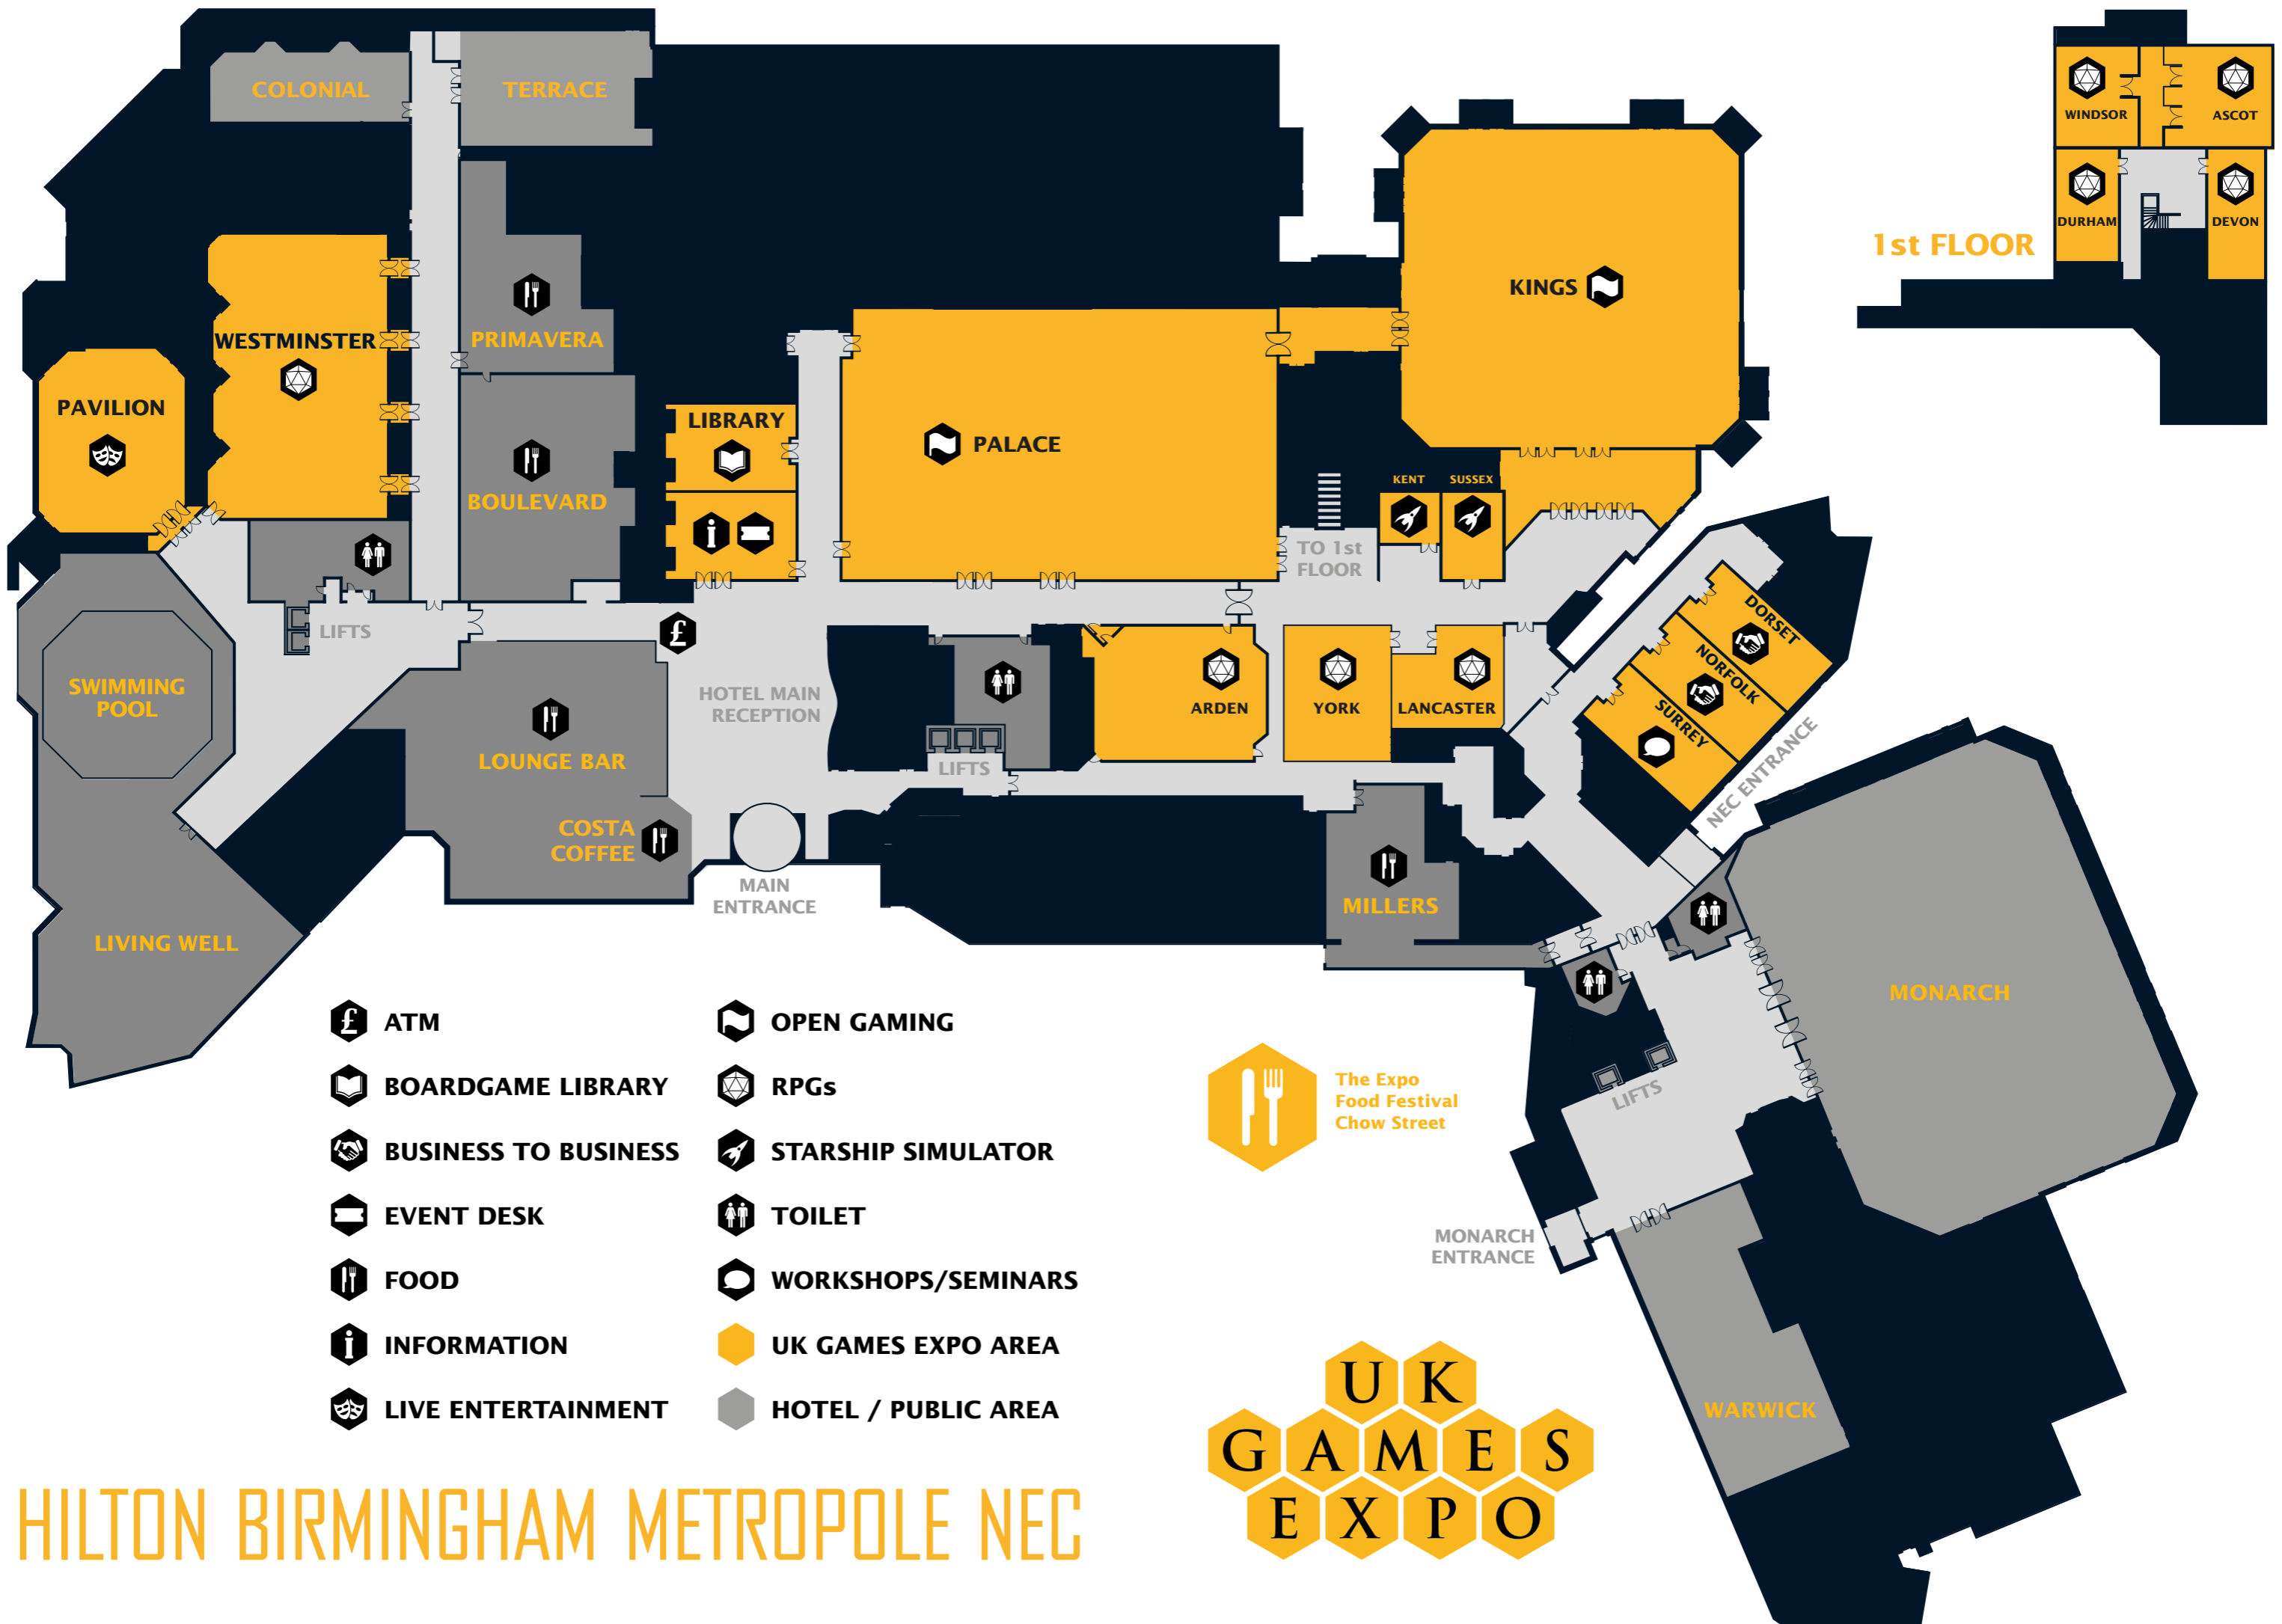 COLONIAL
TERRACE
WINDSOR
ASCOT
DURHAM
DEVON
1st FLOOR
KINGS
WESTMINSTER
PRIMAVERA
PAVILION
LIBRARY
PALACE
BOULEVARD
KENT
SUSSEX
TO 1st
FLOOR
LIFTS
£
SWIMMING
POOL
HOTEL MAIN
RECEPTION
ARDEN
YORK
LANCASTER
DORSET
NORFOLK
SURREY
NEC ENTRANCE
LOUNGE BAR
LIFTS
COSTA
COFFEE
MAIN
ENTRANCE
MILLERS
LIVING WELL
MONARCH
LIFTS
MONARCH
ENTRANCE
WARWICK
£ ATM
BOARDGAME LIBRARY
BUSINESS TO BUSINESS
EVENT DESK
FOOD
i INFORMATION
LIVE ENTERTAINMENT
OPEN GAMING
RPGs
STARSHIP SIMULATOR
TOILET
WORKSHOPS/SEMINARS
UK GAMES EXPO AREA
HOTEL / PUBLIC AREA
The Expo
Food Festival
Chow Street
UK
GAMES
EXPO
HILTON BIRMINGHAM METROPOLE NEC